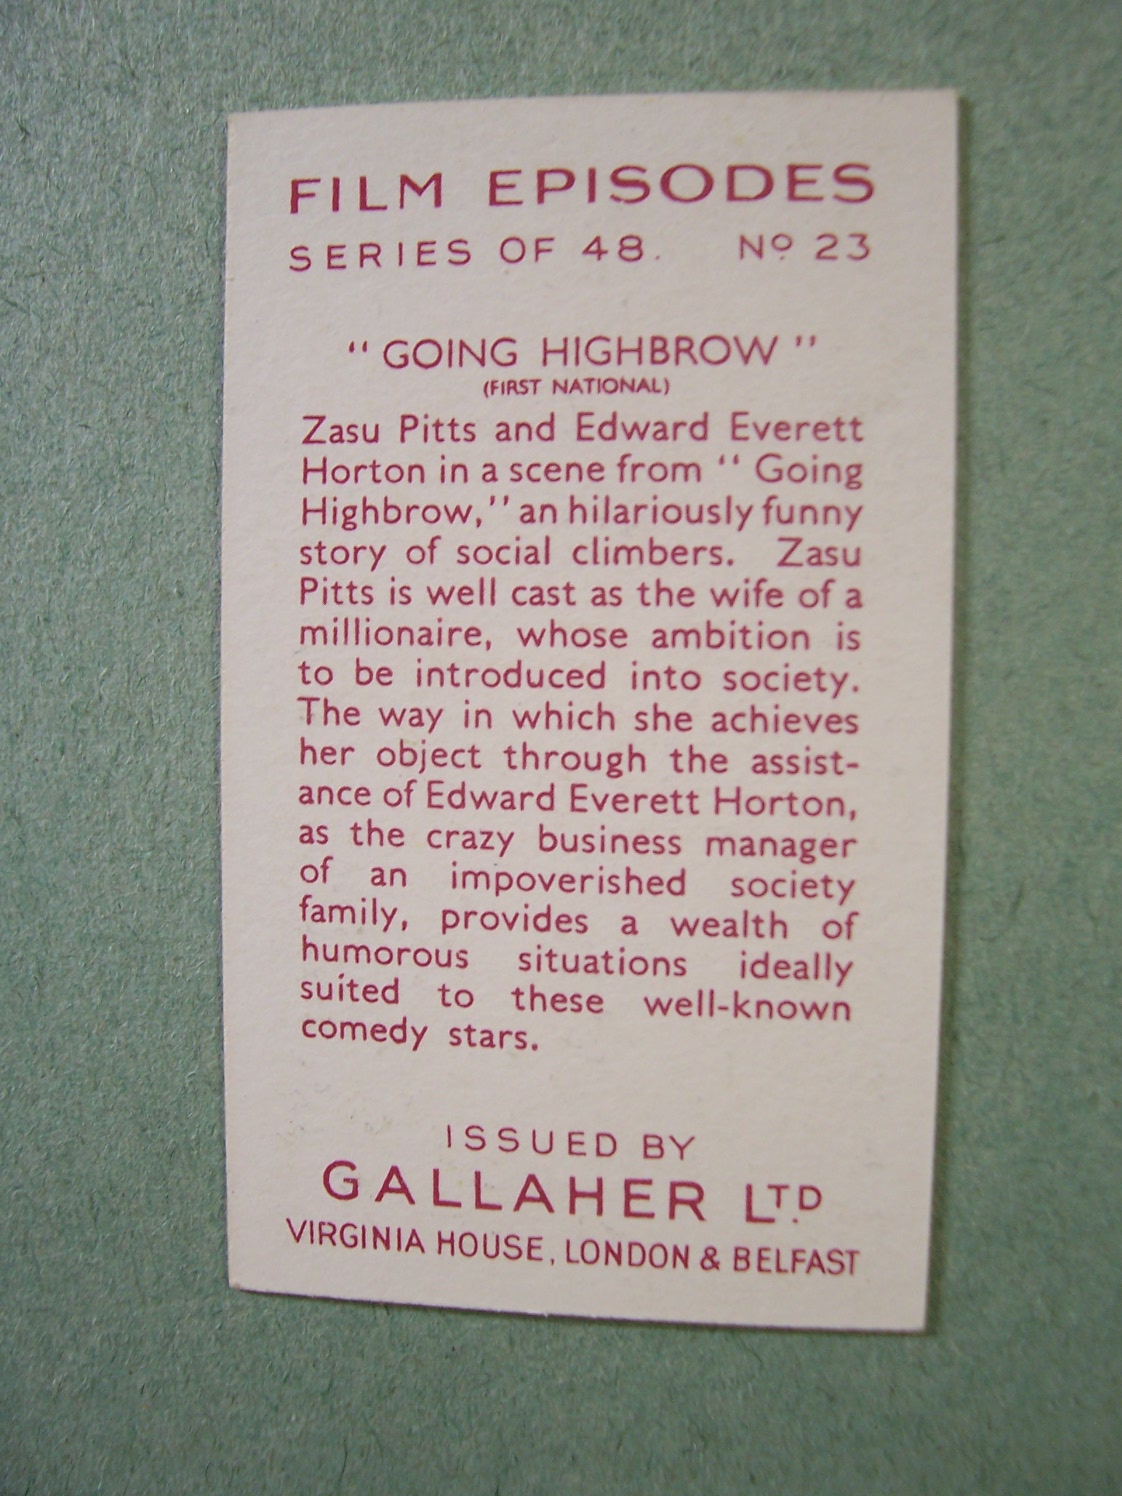 FILM EPISODES
SERIES OF 48. Nº 23
" GOING HIGHBROW "
(FIRST NATIONAL)
Zasu Pitts and Edward Everett
Horton in a scene from " Going
Highbrow," an hilariously funny
story of social climbers. Zasu
Pitts is well cast as the wife of a
millionaire, whose ambition is
to be introduced into society.
The way in which she achieves
her object through the assist-
ance of Edward Everett Horton,
as the crazy business manager
of an impoverished society
family, provides a wealth of
humorous situations ideally
suited to these well-known
comedy stars.
ISSUED BY
GALLAHER LTD.
VIRGINIA HOUSE, LONDON & BELFAST